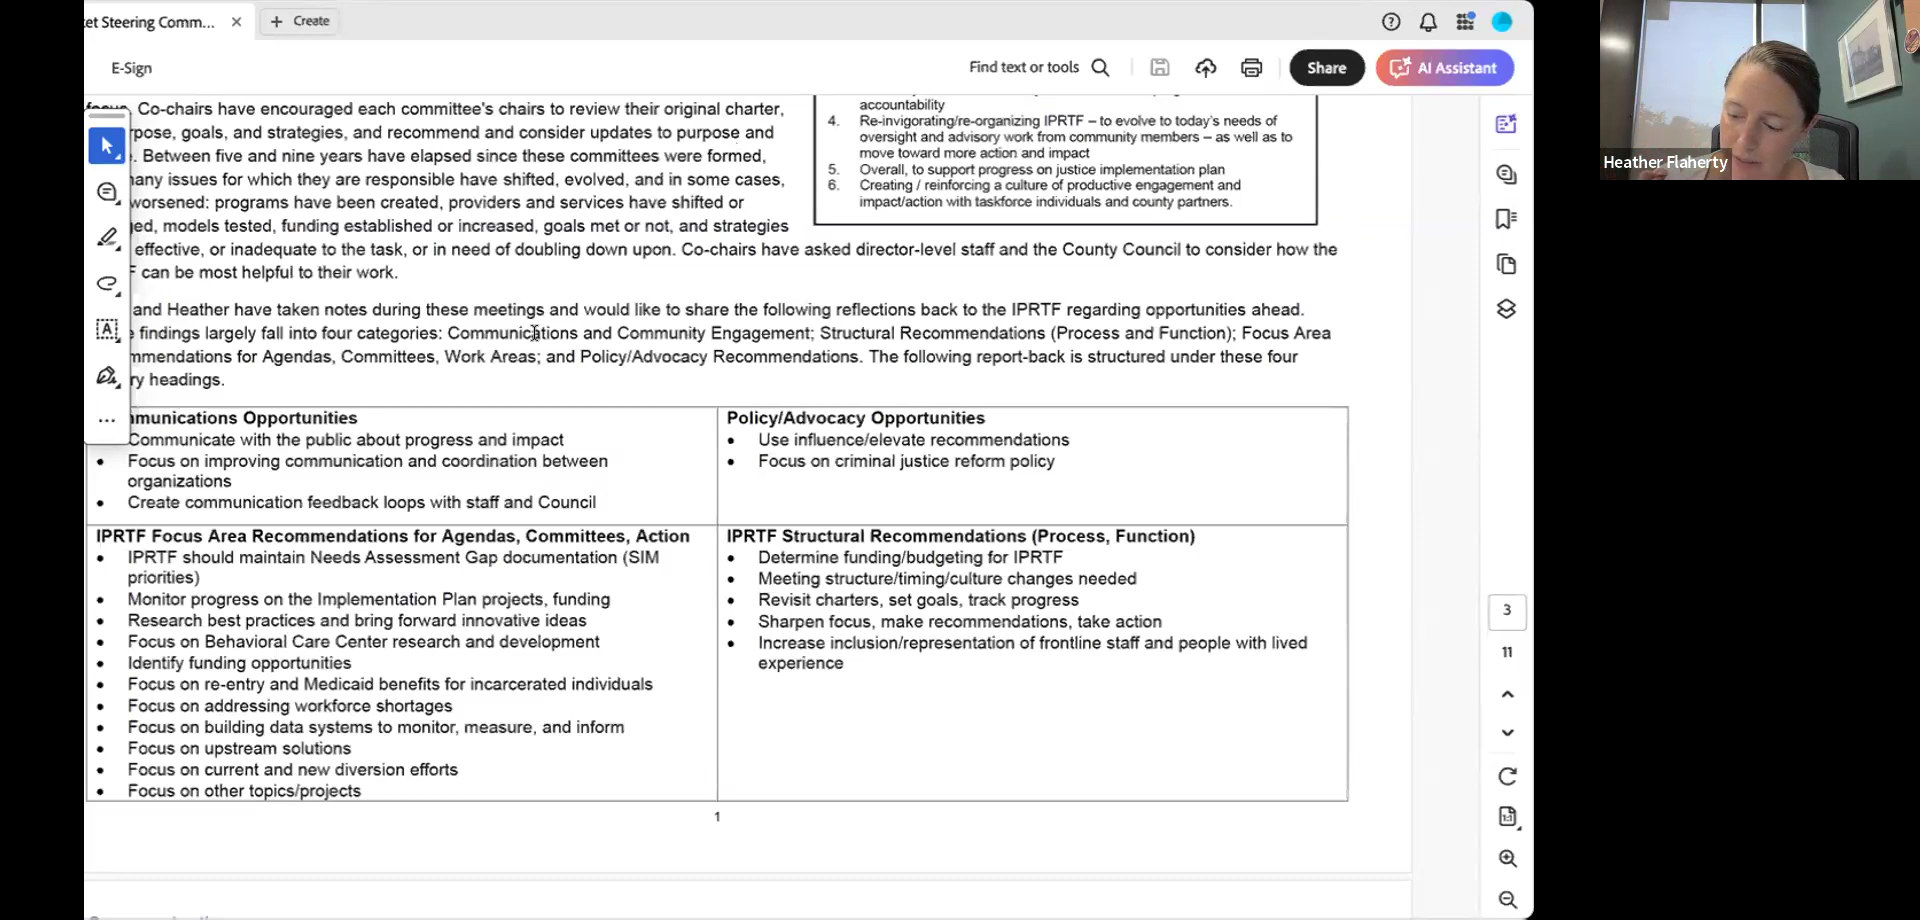 ket Steering Comm...
Create
E-Sign
Find text or tools
Share
AI Assistant
Heather Flaherty
focus. Co-chairs have encouraged each committee's chairs to review their original charter,
rpose, goals, and strategies, and recommend and consider updates to purpose and
. Between five and nine years have elapsed since these committees were formed,
any issues for which they are responsible have shifted, evolved, and in some cases,
worsened: programs have been created, providers and services have shifted or
ed, models tested, funding established or increased, goals met or not, and strategies
effective, or inadequate to the task, or in need of doubling down upon. Co-chairs have asked director-level staff and the County Council to consider how the
F can be most helpful to their work.
accountability
4. Re-invigorating/re-organizing IPRTF – to evolve to today's needs of
oversight and advisory work from community members – as well as to
move toward more action and impact
5. Overall, to support progress on justice implementation plan
6. Creating / reinforcing a culture of productive engagement and
impact/action with taskforce individuals and county partners.
and Heather have taken notes during these meetings and would like to share the following reflections back to the IPRTF regarding opportunities ahead.
e findings largely fall into four categories: Communications and Community Engagement; Structural Recommendations (Process and Function); Focus Area
mmendations for Agendas, Committees, Work Areas; and Policy/Advocacy Recommendations. The following report-back is structured under these four
ry headings.
mmunications Opportunities
Communicate with the public about progress and impact
• Focus on improving communication and coordination between
organizations
• Create communication feedback loops with staff and Council
Policy/Advocacy Opportunities
• Use influence/elevate recommendations
• Focus on criminal justice reform policy
IPRTF Focus Area Recommendations for Agendas, Committees, Action
• IPRTF should maintain Needs Assessment Gap documentation (SIM
priorities)
• Monitor progress on the Implementation Plan projects, funding
• Research best practices and bring forward innovative ideas
• Focus on Behavioral Care Center research and development
• Identify funding opportunities
• Focus on re-entry and Medicaid benefits for incarcerated individuals
• Focus on addressing workforce shortages
• Focus on building data systems to monitor, measure, and inform
• Focus on upstream solutions
• Focus on current and new diversion efforts
• Focus on other topics/projects
IPRTF Structural Recommendations (Process, Function)
• Determine funding/budgeting for IPRTF
• Meeting structure/timing/culture changes needed
• Revisit charters, set goals, track progress
• Sharpen focus, make recommendations, take action
• Increase inclusion/representation of frontline staff and people with lived
experience
1
3
11